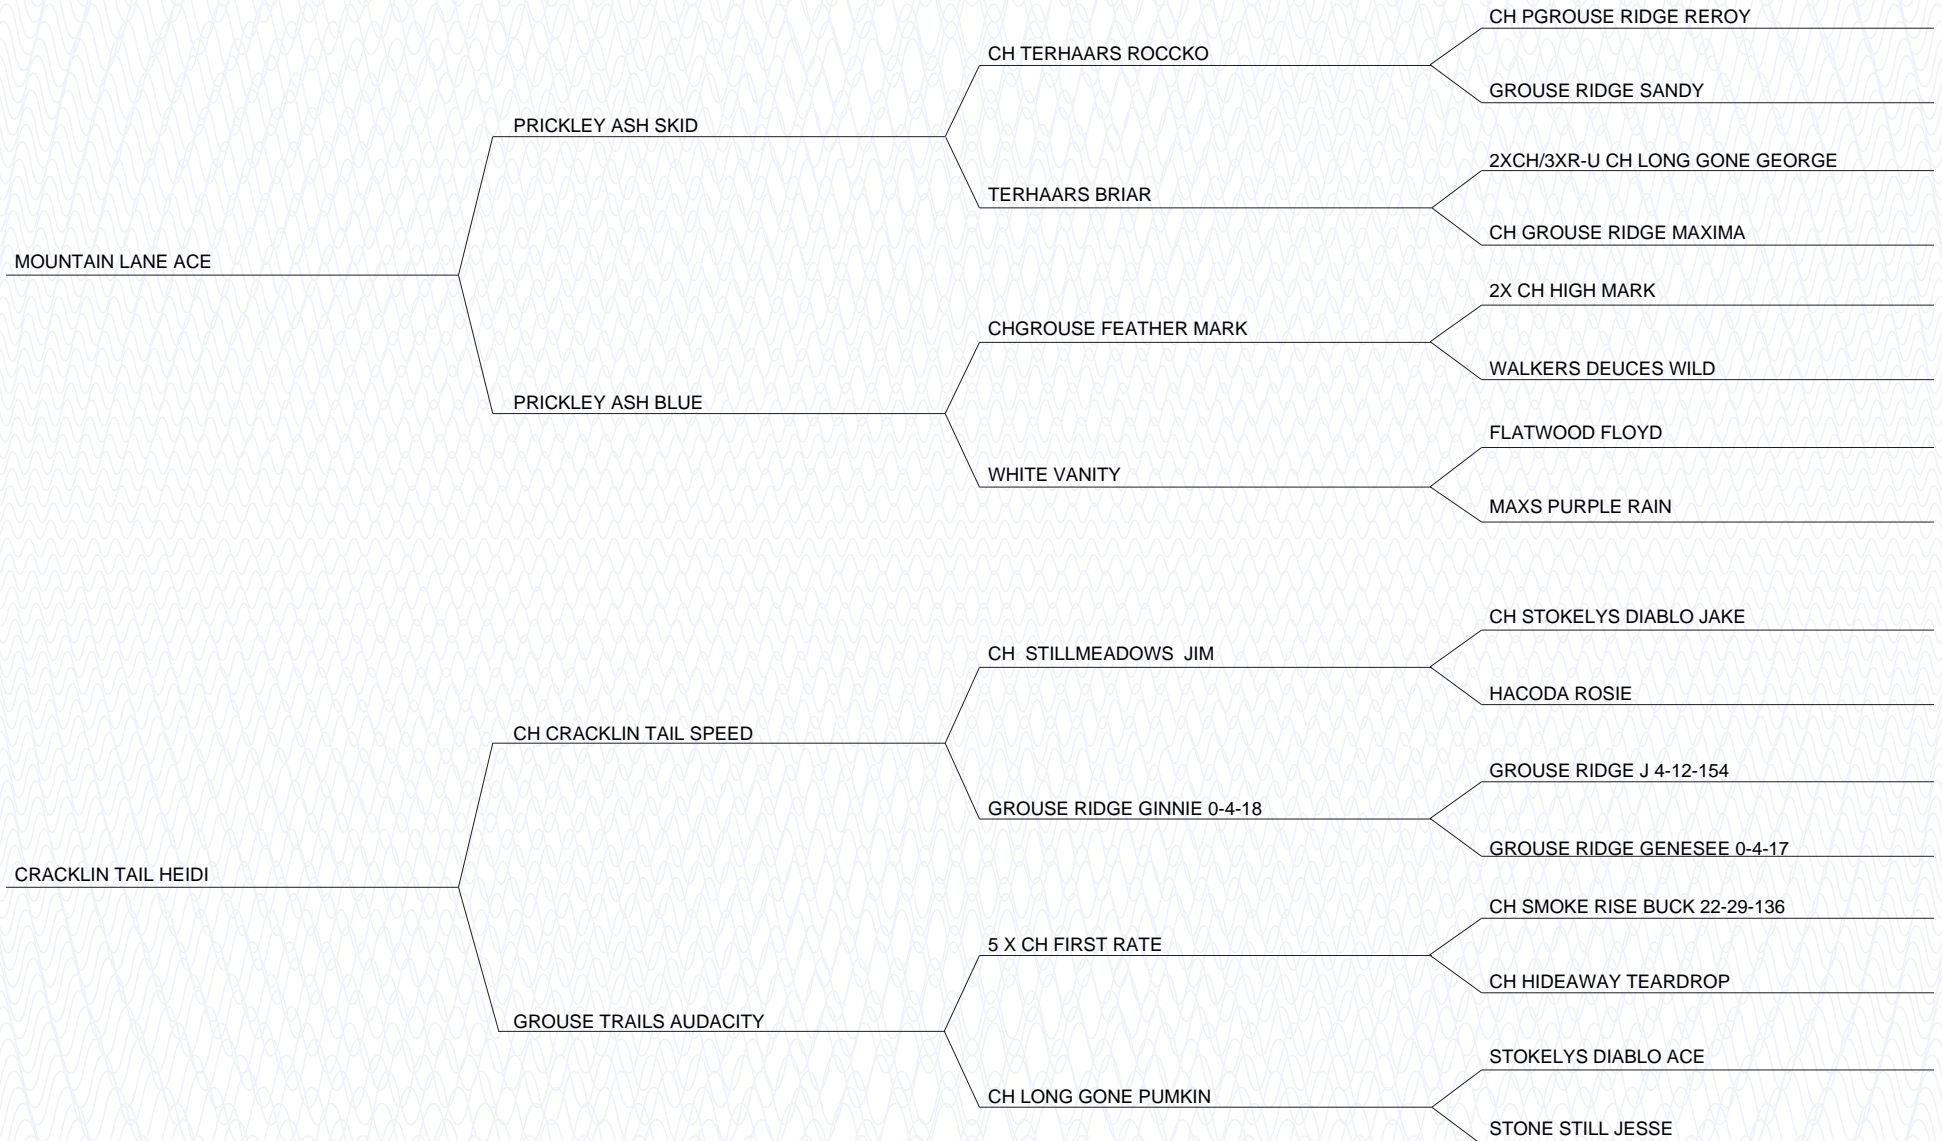 CH PGROUSE RIDGE REROY
CH TERHAARS ROCCKO
GROUSE RIDGE SANDY
PRICKLEY ASH SKID
2XCH/3XR-U CH LONG GONE GEORGE
TERHAARS BRIAR
CH GROUSE RIDGE MAXIMA
MOUNTAIN LANE ACE
2X CH HIGH MARK
CHGROUSE FEATHER MARK
WALKERS DEUCES WILD
PRICKLEY ASH BLUE
FLATWOOD FLOYD
WHITE VANITY
MAXS PURPLE RAIN
CH STOKELYS DIABLO JAKE
CH  STILLMEADOWS  JIM
HACODA ROSIE
CH CRACKLIN TAIL SPEED
GROUSE RIDGE J 4-12-154
GROUSE RIDGE GINNIE 0-4-18
GROUSE RIDGE GENESEE 0-4-17
CRACKLIN TAIL HEIDI
CH SMOKE RISE BUCK 22-29-136
5 X CH FIRST RATE
CH HIDEAWAY TEARDROP
GROUSE TRAILS AUDACITY
STOKELYS DIABLO ACE
CH LONG GONE PUMKIN
STONE STILL JESSE